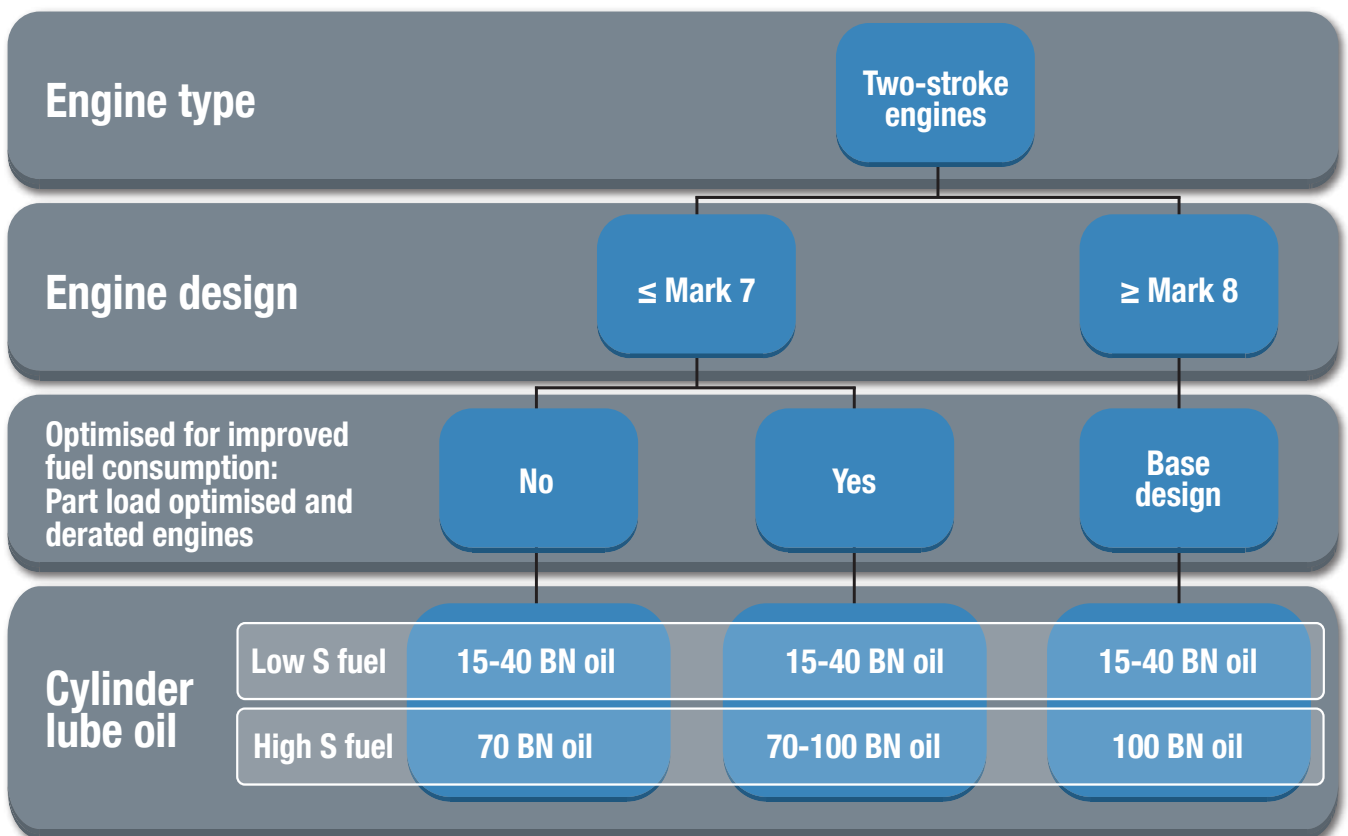 Engine type
Two-stroke
engines
Engine design
≤ Mark 7
≥ Mark 8
Optimised for improved
fuel consumption:
Part load optimised and
derated engines
No
Yes
Base
design
Cylinder
lube oil
Low S fuel
15-40 BN oil
15-40 BN oil
15-40 BN oil
High S fuel
70 BN oil
70-100 BN oil
100 BN oil